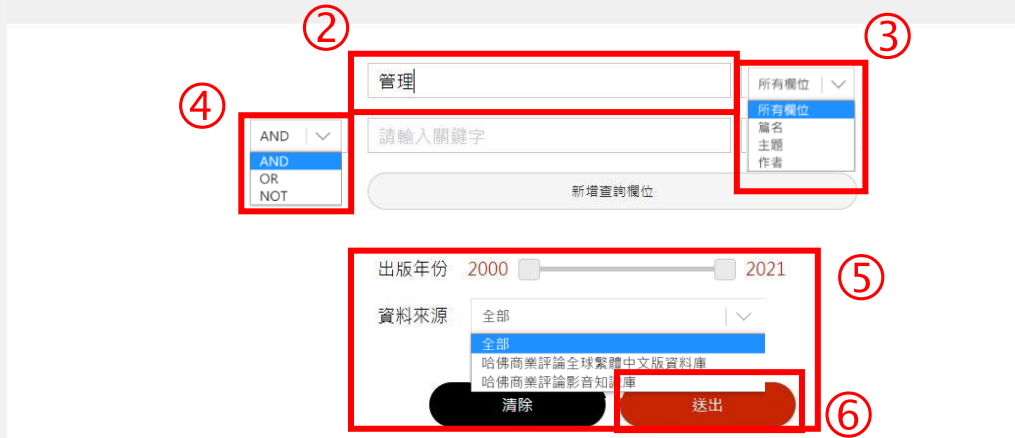 ②
③
管理
所有欄位
④
所有欄位
篇名
主題
作者
AND
請輸入關鍵字
AND
OR
NOT
新增查詢欄位
出版年份 2000 2021
⑤
資料來源 全部
全部
哈佛商業評論全球繁體中文版資料庫
哈佛商業評論影音知識庫
清除 送出
⑥